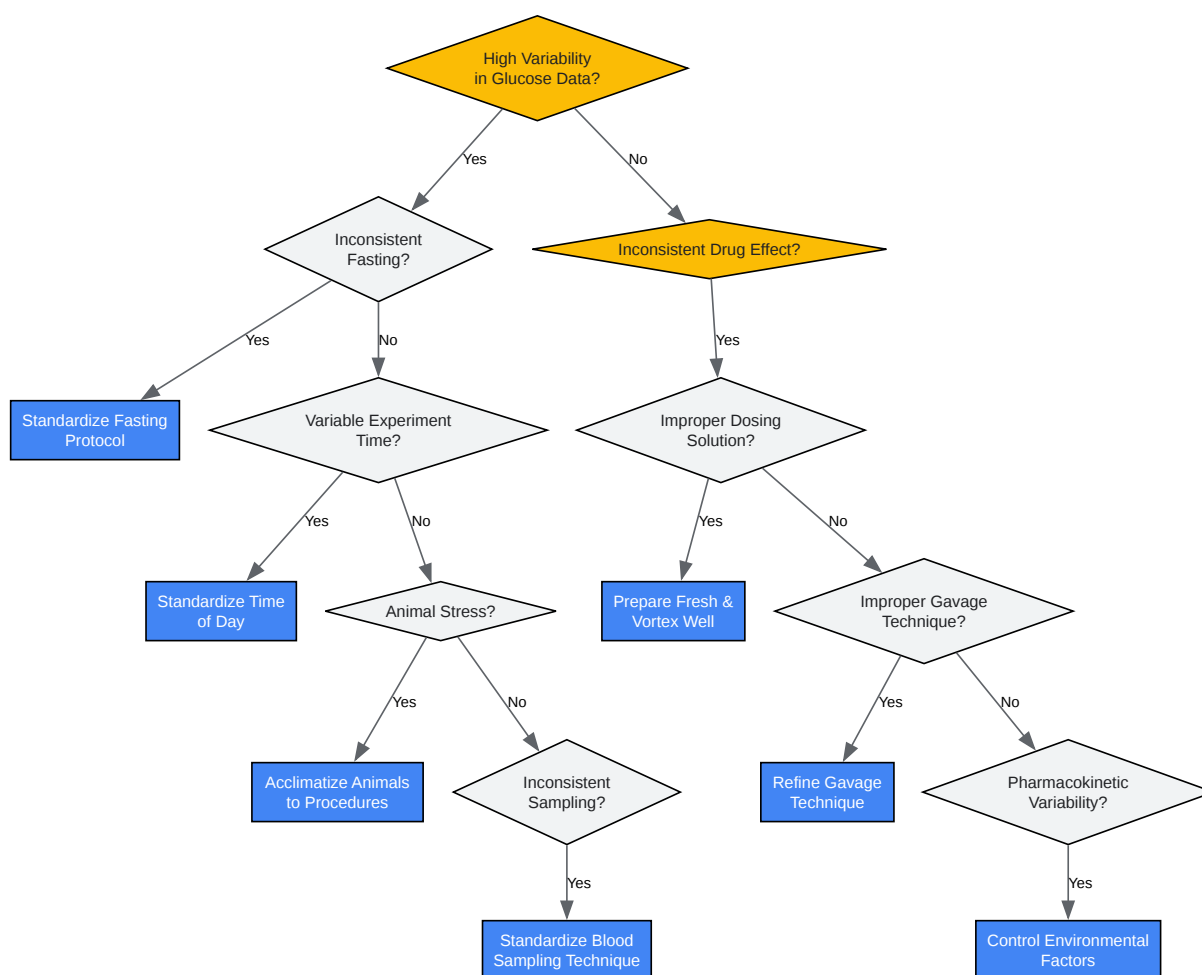 High Variability
in Glucose Data?
Yes
No
Inconsistent
Fasting?
Inconsistent Drug Effect?
Yes
No
Yes
Standardize Fasting
Protocol
Variable Experiment
Time?
Improper Dosing
Solution?
Yes
No
Yes
No
Standardize Time
of Day
Animal Stress?
Prepare Fresh &
Vortex Well
Improper Gavage
Technique?
Yes
No
Yes
No
Acclimatize Animals
to Procedures
Inconsistent
Sampling?
Refine Gavage
Technique
Pharmacokinetic
Variability?
Yes
Yes
Standardize Blood
Sampling Technique
Control Environmental
Factors